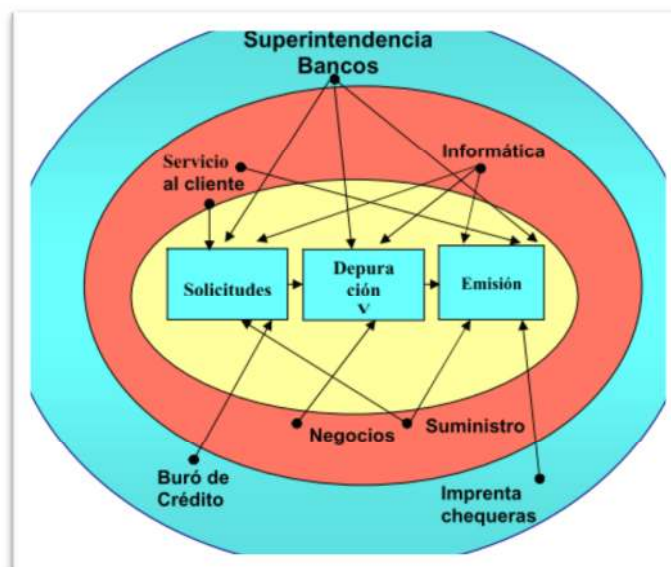 Superintendencia
Bancos
Servicio
al cliente
Informática
Solicitudes
Depura
ción
Emisión
Negocios
Suministro
Buró de
Crédito
Imprenta
chequeras